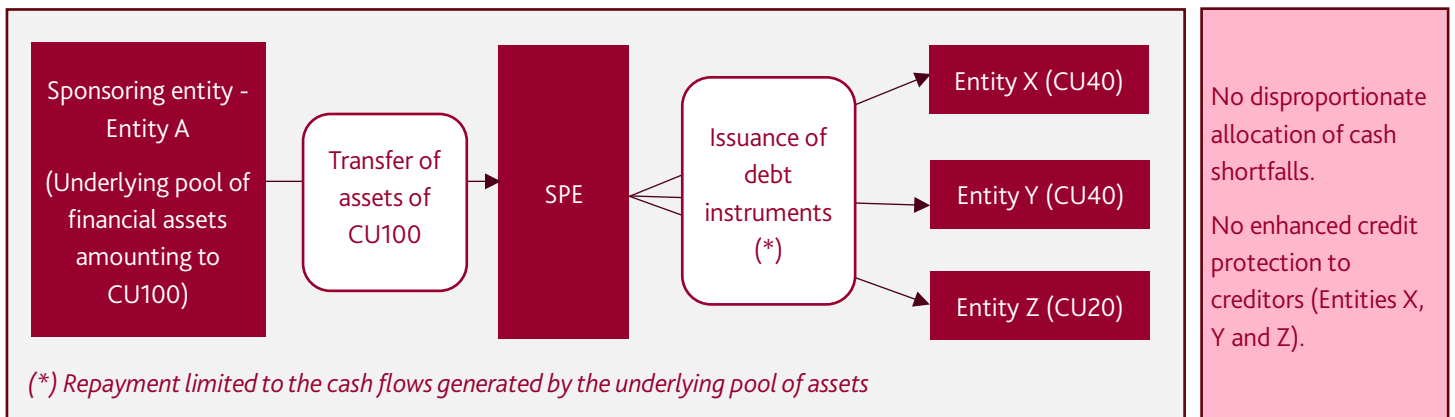 Sponsoring entity -
Entity A
(Underlying pool of
financial assets
amounting to
CU100)
Transfer of
assets of
CU100
SPE
Issuance of
debt
instruments
(*)
Entity X (CU40)
Entity Y (CU40)
Entity Z (CU20)
(*) Repayment limited to the cash flows generated by the underlying pool of assets
No disproportionate
allocation of cash
shortfalls.
No enhanced credit
protection to
creditors (Entities X,
Y and Z).